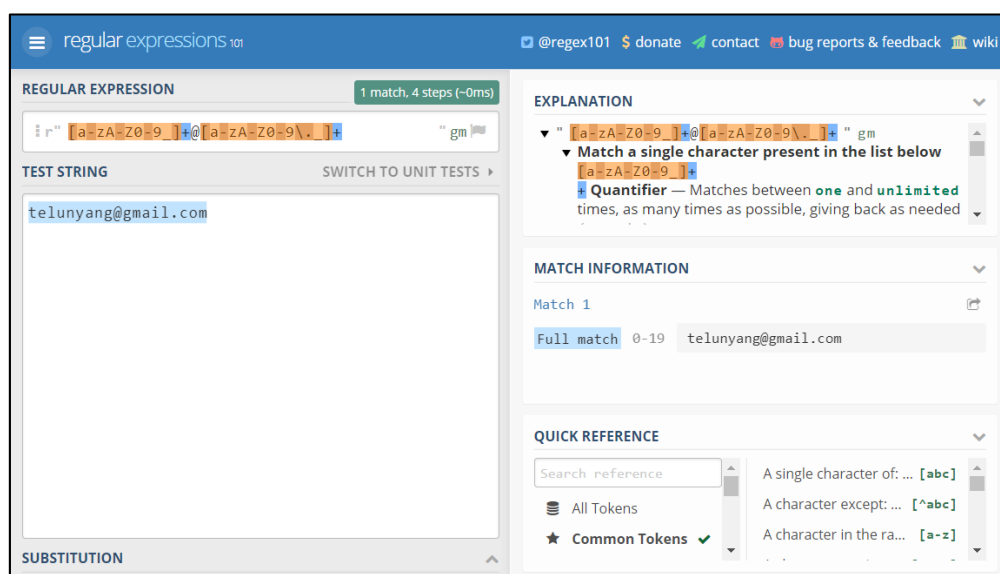 regular expressions 101
@regex101 $ donate contact bug reports & feedback wiki
REGULAR EXPRESSION
1 match, 4 steps (~0ms)
r" [a-zA-Z0-9_]+@[a-zA-Z0-9\._]+ " gm
TEST STRING
SWITCH TO UNIT TESTS
telunyang@gmail.com
SUBSTITUTION
EXPLANATION
" [a-zA-Z0-9_]+@[a-zA-Z0-9\._]+ " gm
Match a single character present in the list below
[a-zA-Z0-9_]+
+ Quantifier — Matches between one and unlimited
times, as many times as possible, giving back as needed
MATCH INFORMATION
Match 1
Full match 0-19 telunyang@gmail.com
QUICK REFERENCE
Search reference
All Tokens
Common Tokens
A single character of: ... [abc]
A character except: ... [^abc]
A character in the ra... [a-z]